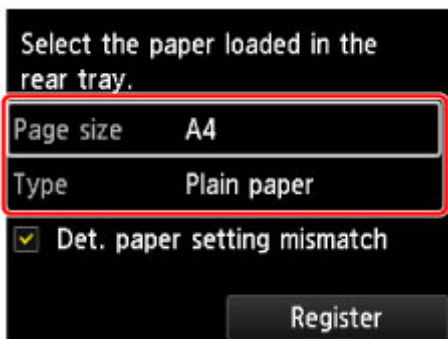 Select the paper loaded in the
rear tray.
Page size A4
Type Plain paper
Det. paper setting mismatch
Register